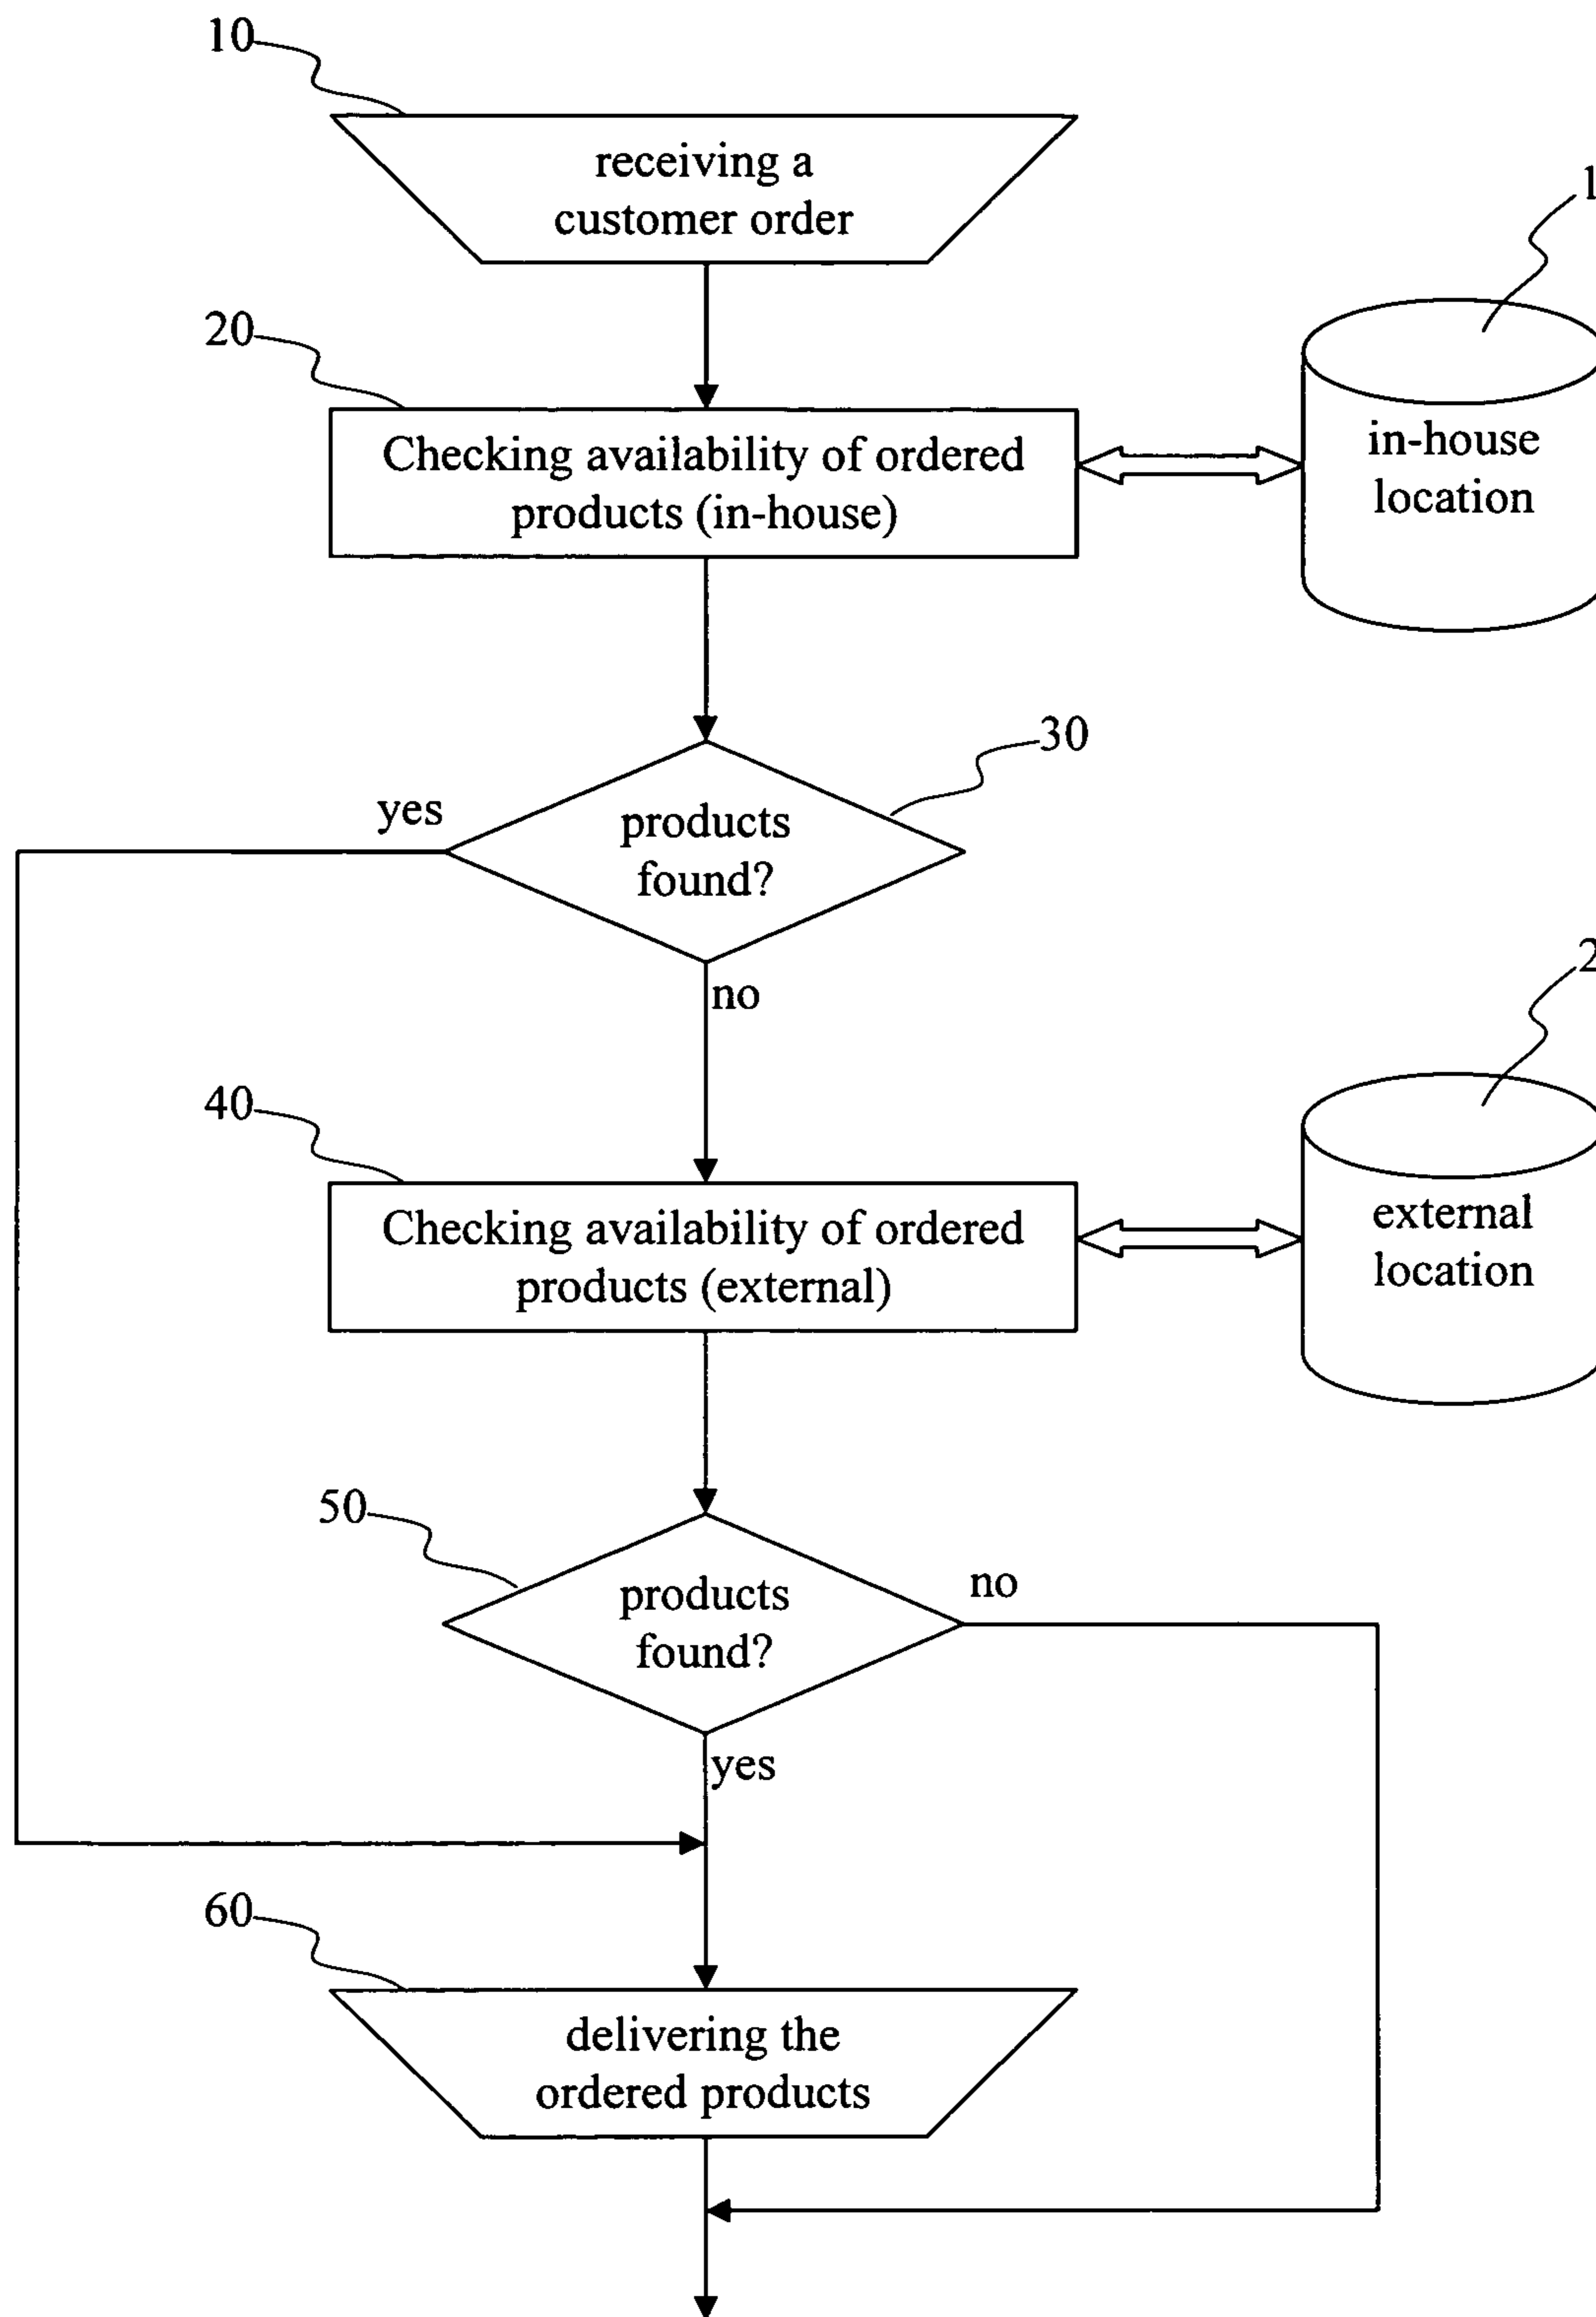 10
receiving a
customer order
1
20
Checking availability of ordered
products (in-house)
in-house
location
30
yes
products
found?
no
2
40
Checking availability of ordered
products (external)
external
location
50
products
found?
no
yes
60
delivering the
ordered products